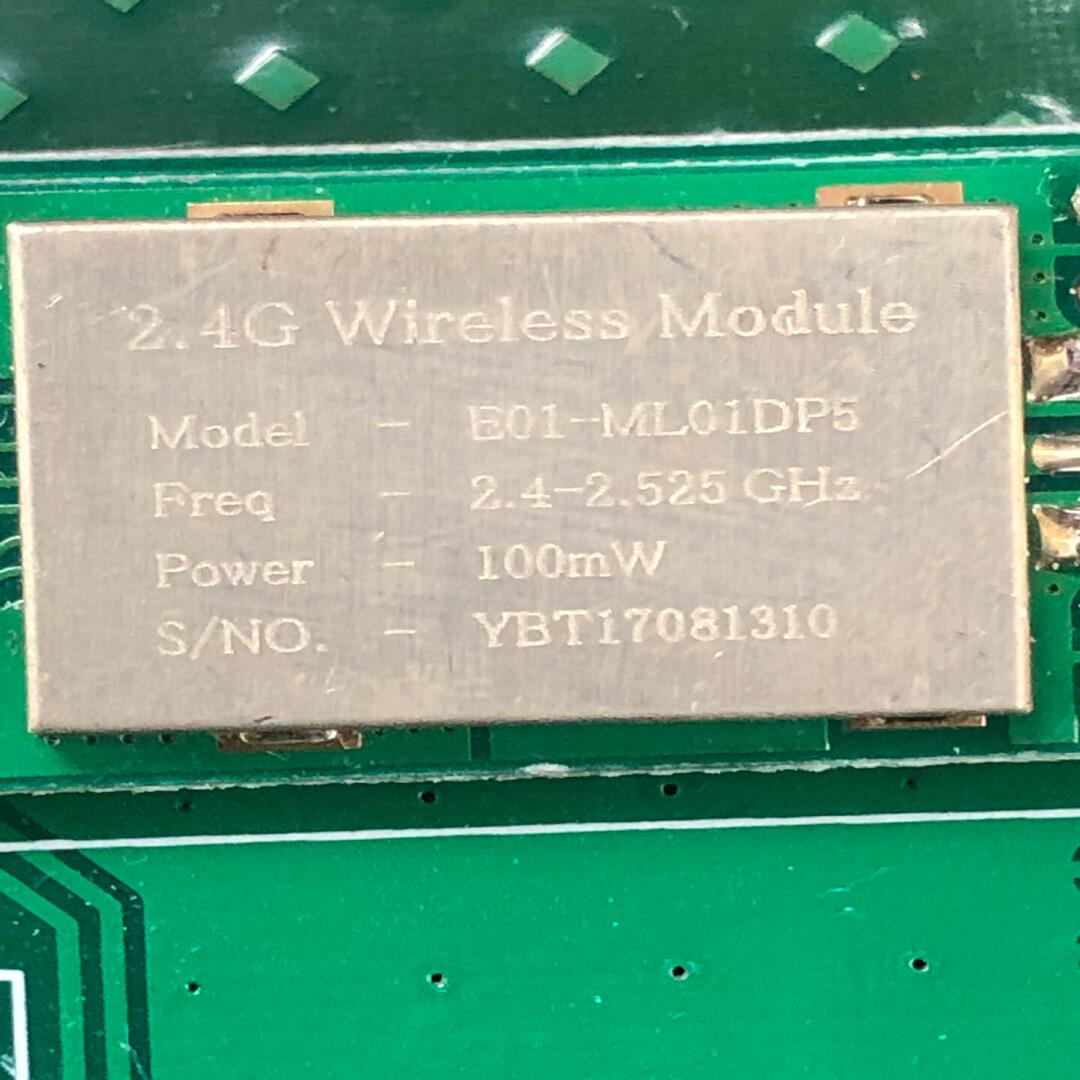 2.4G Wireless Module
Model - E01-ML01DP5
Freq - 2.4-2.525 GHz
Power - 100mW
S/NO. - YBT17081310